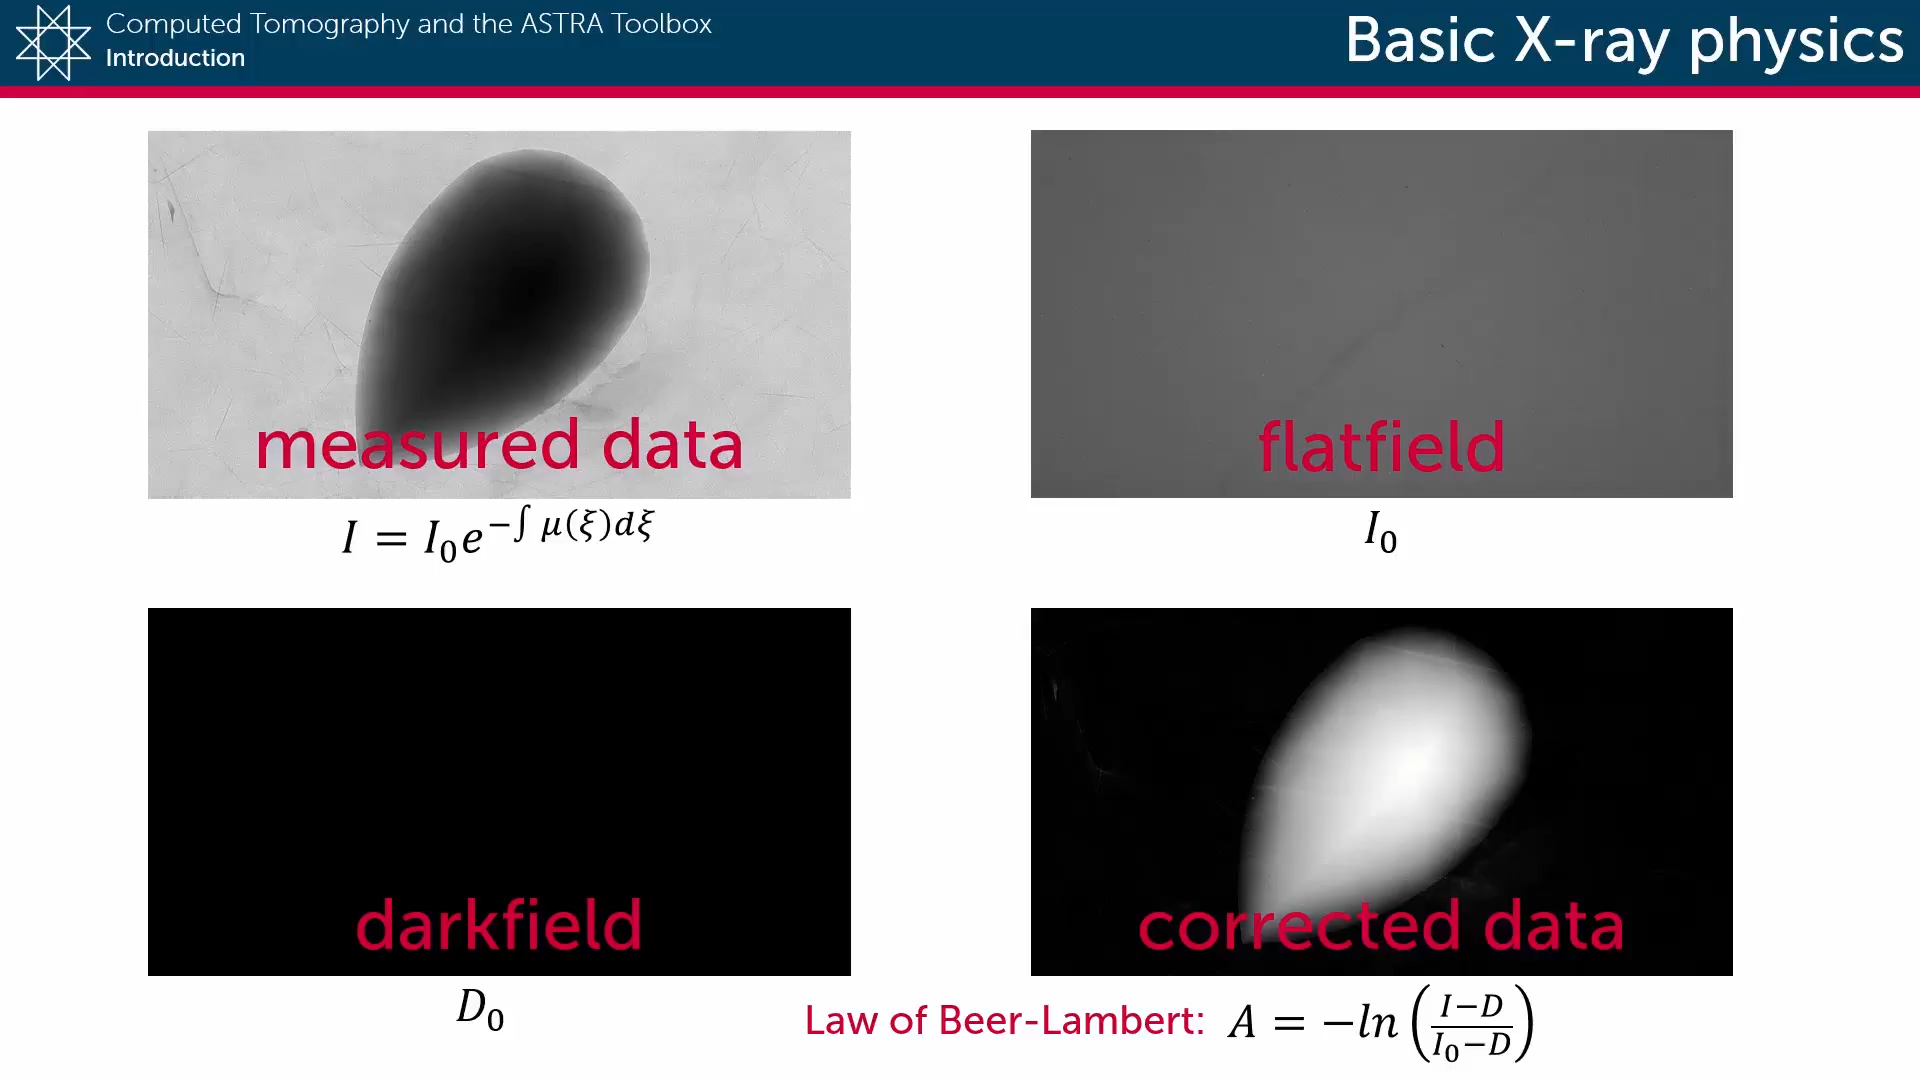 Computed Tomography and the ASTRA Toolbox
Introduction
Basic X-ray physics
measured data
I = I₀e^{−∫ μ(ξ)dξ}
flatfield
I₀
darkfield
D₀
corrected data
Law of Beer-Lambert: A = −ln((I−D)/(I₀−D))